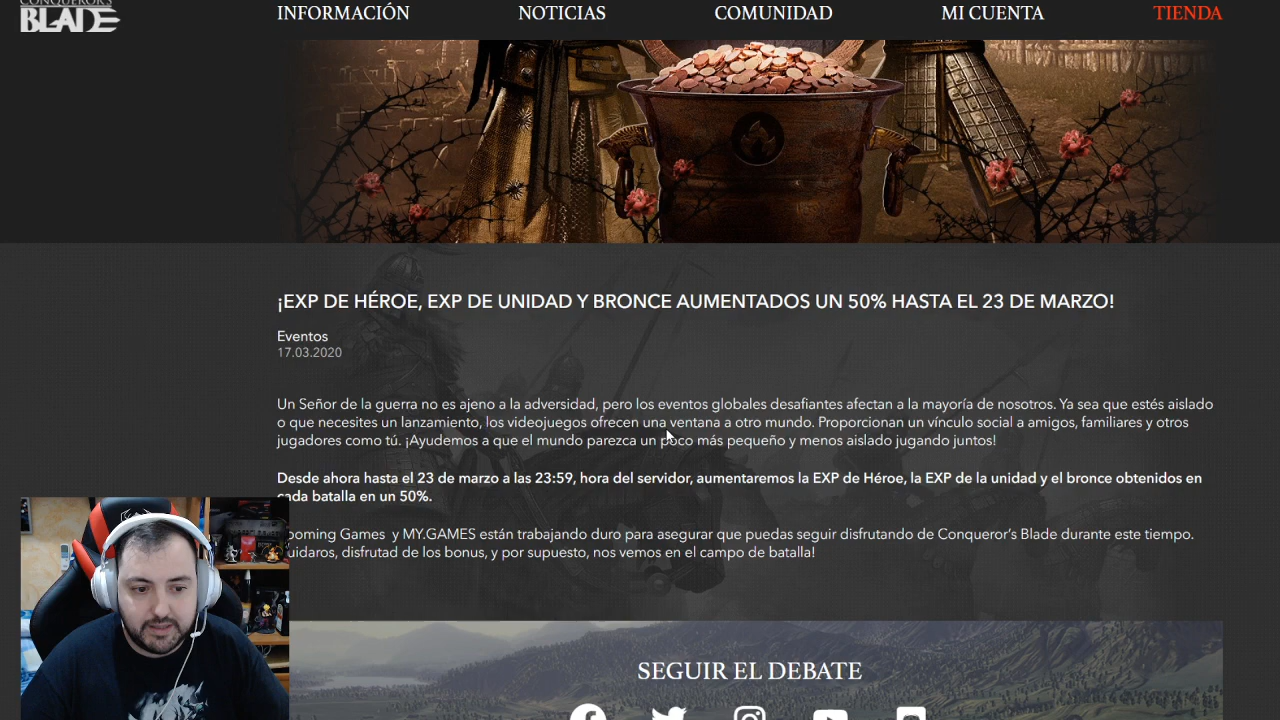 CONQUEROR'S
BLADE
INFORMACIÓN NOTICIAS COMUNIDAD MI CUENTA TIENDA
¡EXP DE HÉROE, EXP DE UNIDAD Y BRONCE AUMENTADOS UN 50% HASTA EL 23 DE MARZO!
Eventos
17.03.2020
Un Señor de la guerra no es ajeno a la adversidad, pero los eventos globales desafiantes afectan a la mayoría de nosotros. Ya sea que estés aislado
o que necesites un lanzamiento, los videojuegos ofrecen una ventana a otro mundo. Proporcionan un vínculo social a amigos, familiares y otros
jugadores como tú. ¡Ayudemos a que el mundo parezca un poco más pequeño y menos aislado jugando juntos!
Desde ahora hasta el 23 de marzo a las 23:59, hora del servidor, aumentaremos la EXP de Héroe, la EXP de la unidad y el bronce obtenidos en
cada batalla en un 50%.
ooming Games y MY.GAMES están trabajando duro para asegurar que puedas seguir disfrutando de Conqueror's Blade durante este tiempo.
uidaros, disfrutad de los bonus, y por supuesto, nos vemos en el campo de batalla!
SEGUIR EL DEBATE